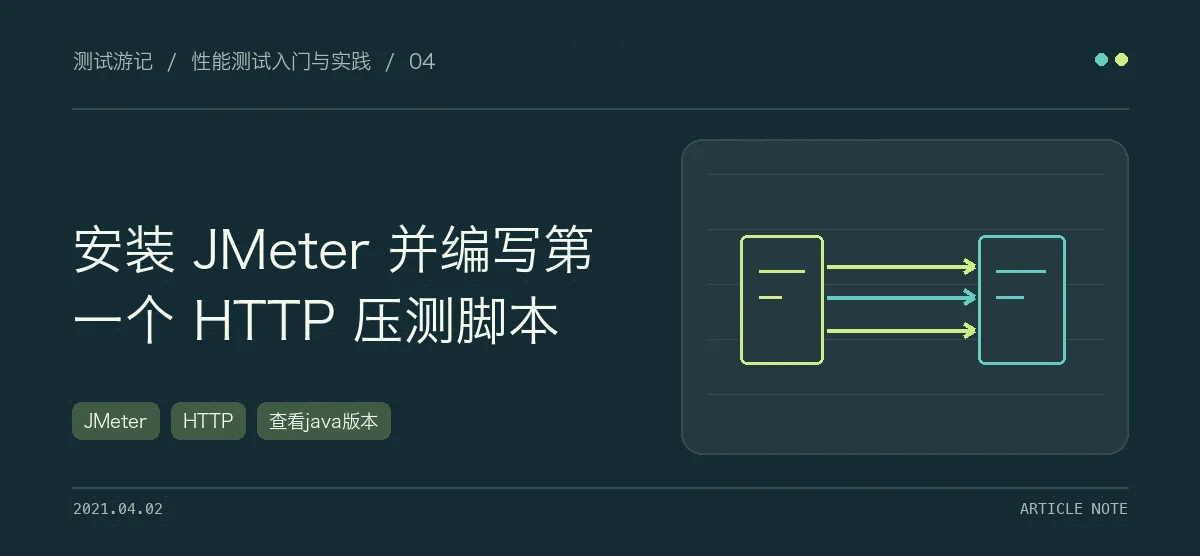 测试游记 / 性能测试入门与实践 / 04
安装 JMeter 并编写第
一个 HTTP 压测脚本
JMeter HTTP 查看java版本
2021.04.02
ARTICLE NOTE